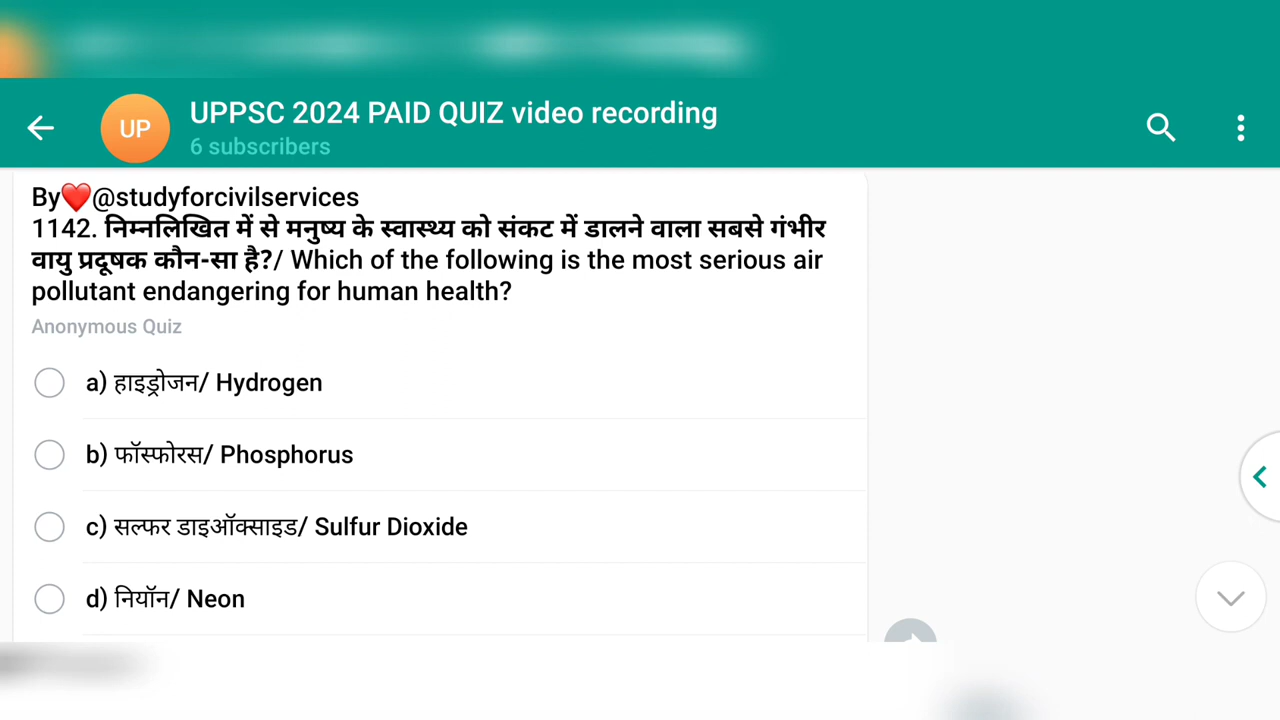 UPPSC 2024 PAID QUIZ video recording
UP
6 subscribers
By❤️@studyforcivilservices
1142. निम्नलिखित में से मनुष्य के स्वास्थ्य को संकट में डालने वाला सबसे गंभीर
वायु प्रदूषक कौन-सा है?/ Which of the following is the most serious air
pollutant endangering for human health?
Anonymous Quiz
a) हाइड्रोजन/ Hydrogen
b) फॉस्फोरस/ Phosphorus
c) सल्फर डाइऑक्साइड/ Sulfur Dioxide
d) नियॉन/ Neon